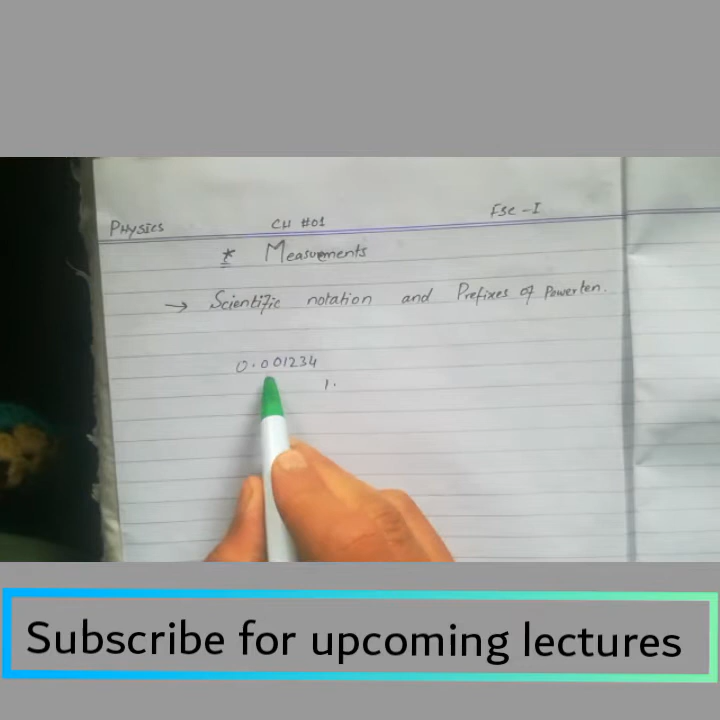 Physics CH #01 FSC - I
* Measurements
→ Scientific notation and Prefixes of Power ten.
0.001234
1.
Subscribe for upcoming lectures